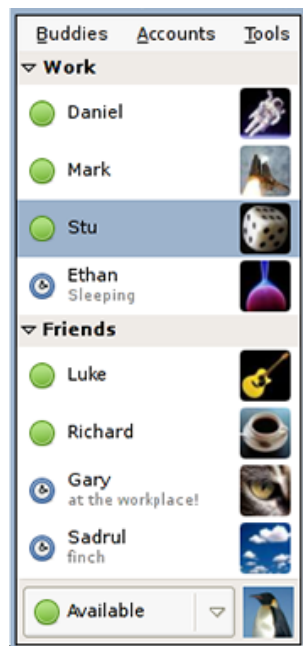 Buddies Accounts Tools
Work
Daniel
Mark
Stu
Ethan
Sleeping
Friends
Luke
Richard
Gary
at the workplace!
Sadrul
finch
Available